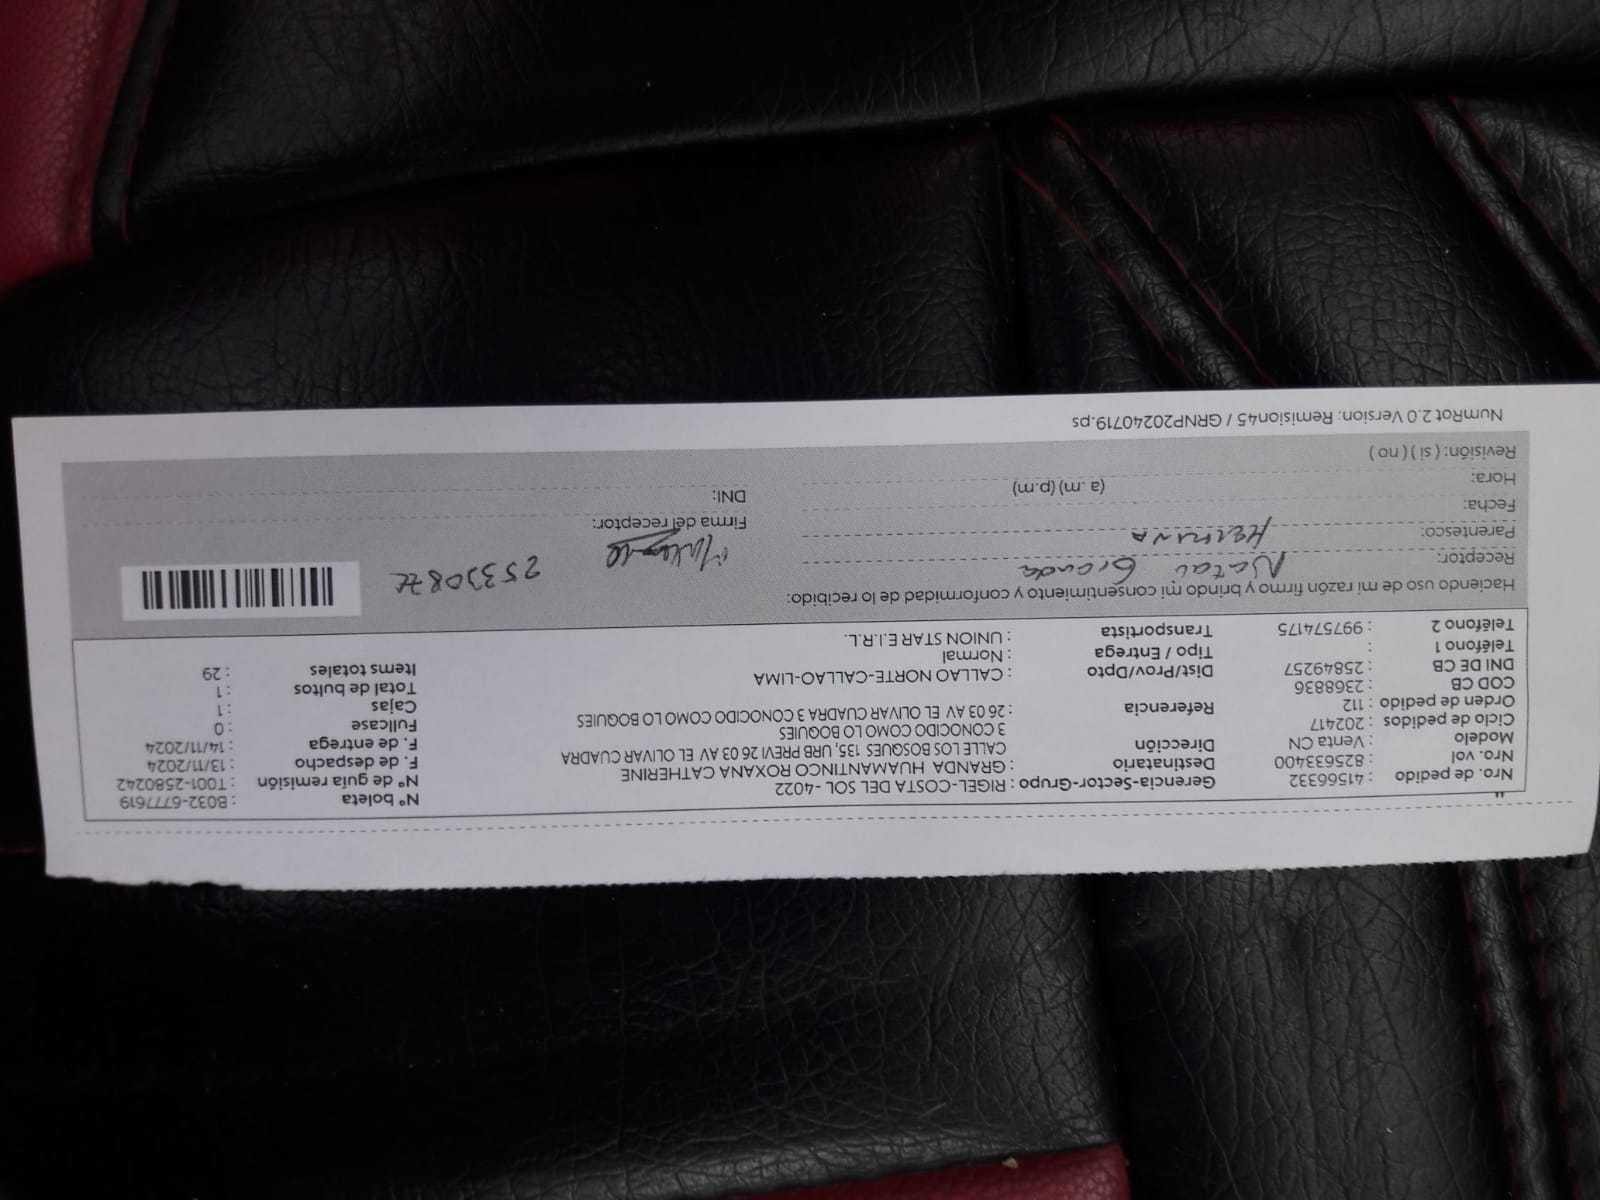 Nro. de pedido : 41566332 Gerencia-Sector-Grupo : RIGEL-COSTA DEL SOL - 4022 N° boleta : B032-6777619
Nro. vol : 825633400 Destinatario : GRANDA HUAMANTINCO ROXANA CATHERINE N° de guía remisión : T001-2580242
Modelo : Venta CN Dirección CALLE LOS BOSQUES 135, URB PREVI 26 03 AV EL OLIVAR CUADRA F. de despacho : 13/11/2024
Ciclo de pedidos : 202417 3 CONOCIDO COMO LO BOQUIES F. de entrega : 14/11/2024
Orden de pedido : 112 Referencia : 26 03 AV EL OLIVAR CUADRA 3 CONOCIDO COMO LO BOQUIES Fullcase : 0
COD CB : 2368836 Cajas : 1
DNI DE CB : 25849257 Dist/Prov/Dpto : CALLAO NORTE-CALLAO-LIMA Total de bultos : 1
Teléfono 1 : Tipo / Entrega : Normal Items totales : 29
Teléfono 2 : 997574175 Transportista : UNION STAR E.I.R.L.
Haciendo uso de mi razón firmo y brindo mi consentimiento y conformidad de lo recibido:
Receptor: Natali Granda
Parentesco: HERMANA Firma del receptor:
Fecha: DNI:
Hora: (a .m) (p.m)
Revisión: ( si ) ( no )
NumRot 2.0 Version: Remision45 / GRNP20240719.ps